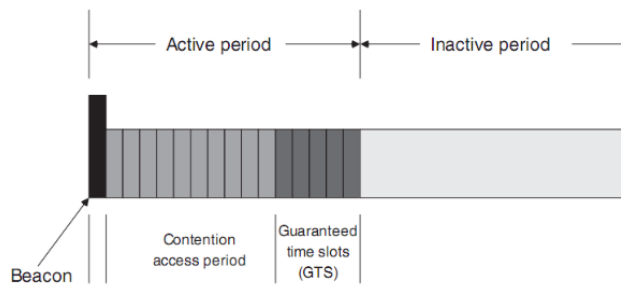 Active period
Inactive period
Contention
access period
Guaranteed
time slots
(GTS)
Beacon